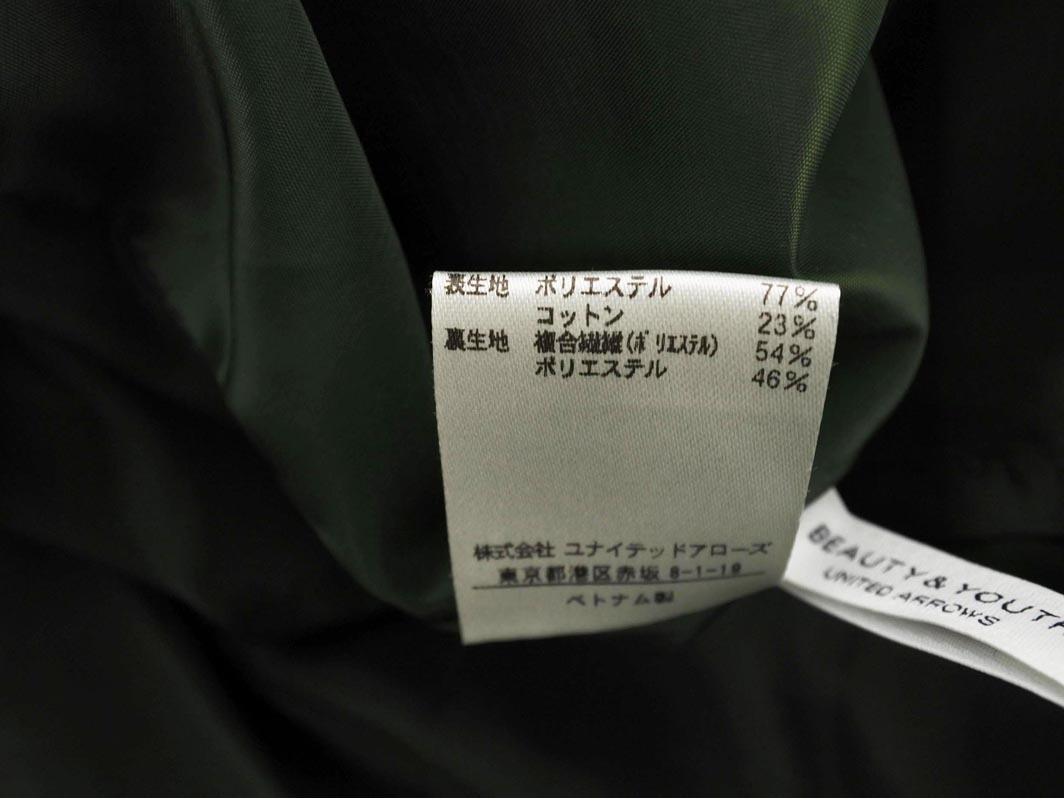 表生地 ポリエステル 77%
コットン 23%
裏生地 複合繊維(ポリエステル) 54%
ポリエステル 46%
株式会社 ユナイテッドアローズ
東京都港区赤坂 8-1-19
ベトナム製
BEAUTY&YOUTH
UNITED ARROWS